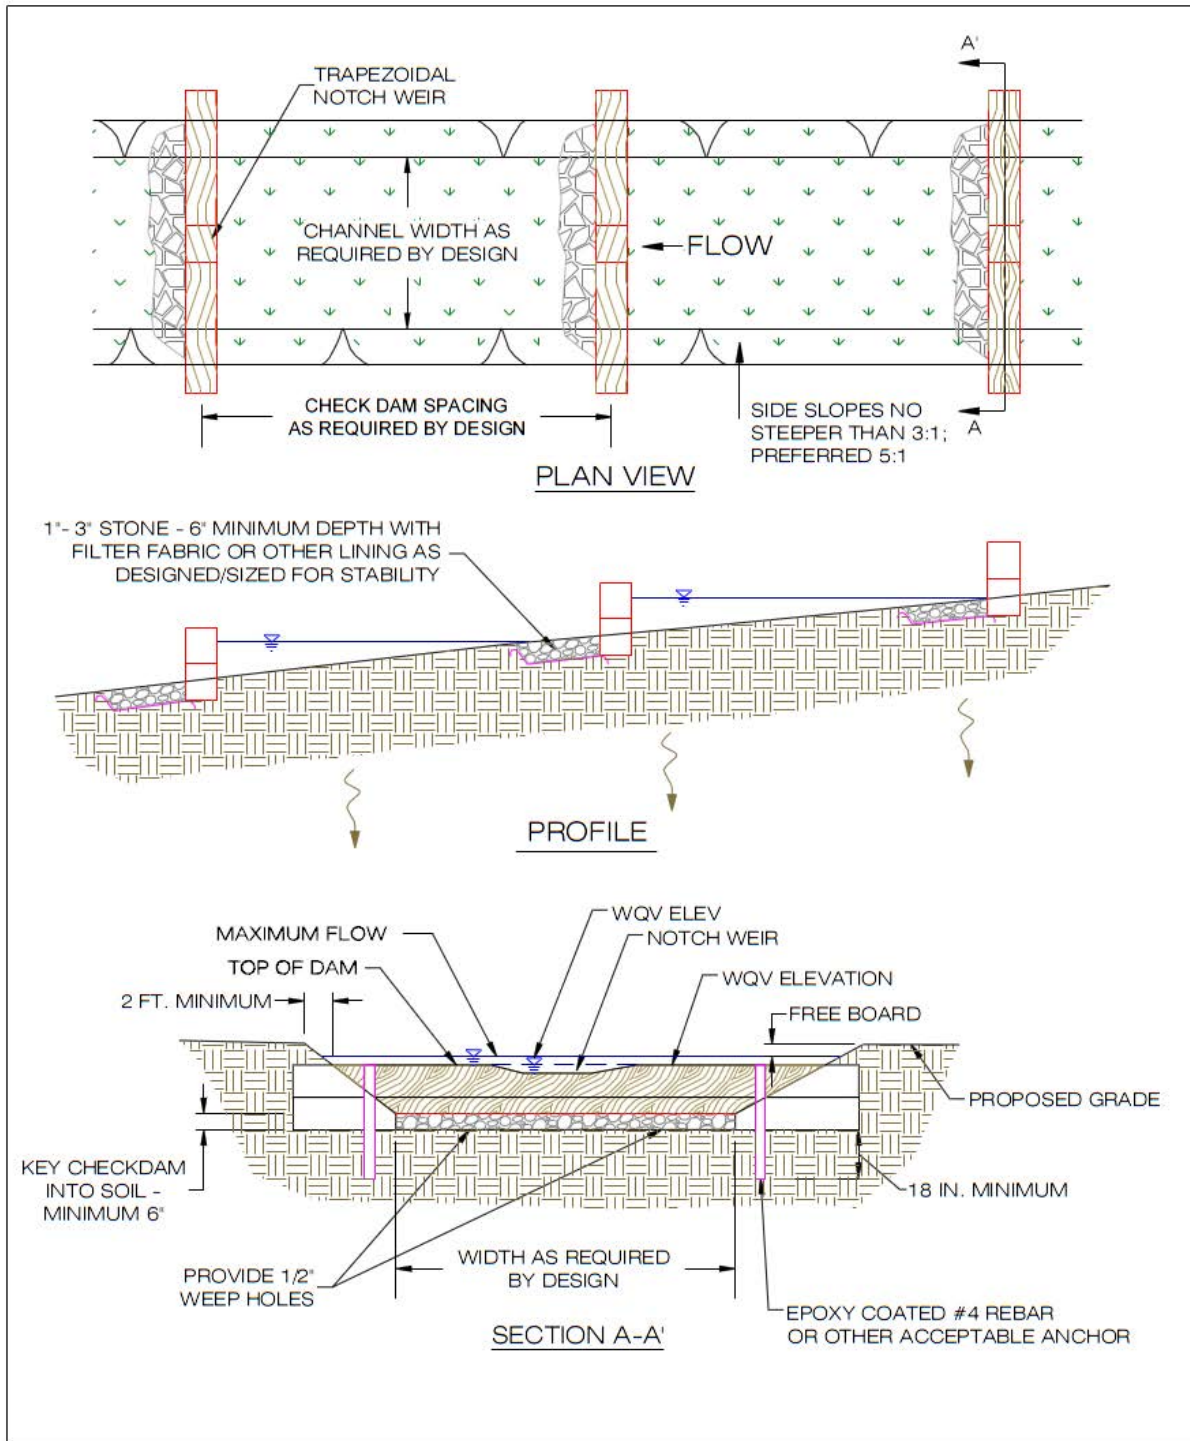 A'
TRAPEZOIDAL
NOTCH WEIR
CHANNEL WIDTH AS
REQUIRED BY DESIGN
FLOW
CHECK DAM SPACING
AS REQUIRED BY DESIGN
SIDE SLOPES NO
STEEPER THAN 3:1;
PREFERRED 5:1
A
PLAN VIEW
1"- 3" STONE - 6" MINIMUM DEPTH WITH
FILTER FABRIC OR OTHER LINING AS
DESIGNED/SIZED FOR STABILITY
PROFILE
WQV ELEV
MAXIMUM FLOW
NOTCH WEIR
TOP OF DAM
WQV ELEVATION
2 FT. MINIMUM
FREE BOARD
PROPOSED GRADE
KEY CHECKDAM
INTO SOIL -
MINIMUM 6"
18 IN. MINIMUM
WIDTH AS REQUIRED
BY DESIGN
PROVIDE 1/2"
WEEP HOLES
EPOXY COATED #4 REBAR
OR OTHER ACCEPTABLE ANCHOR
SECTION A-A'